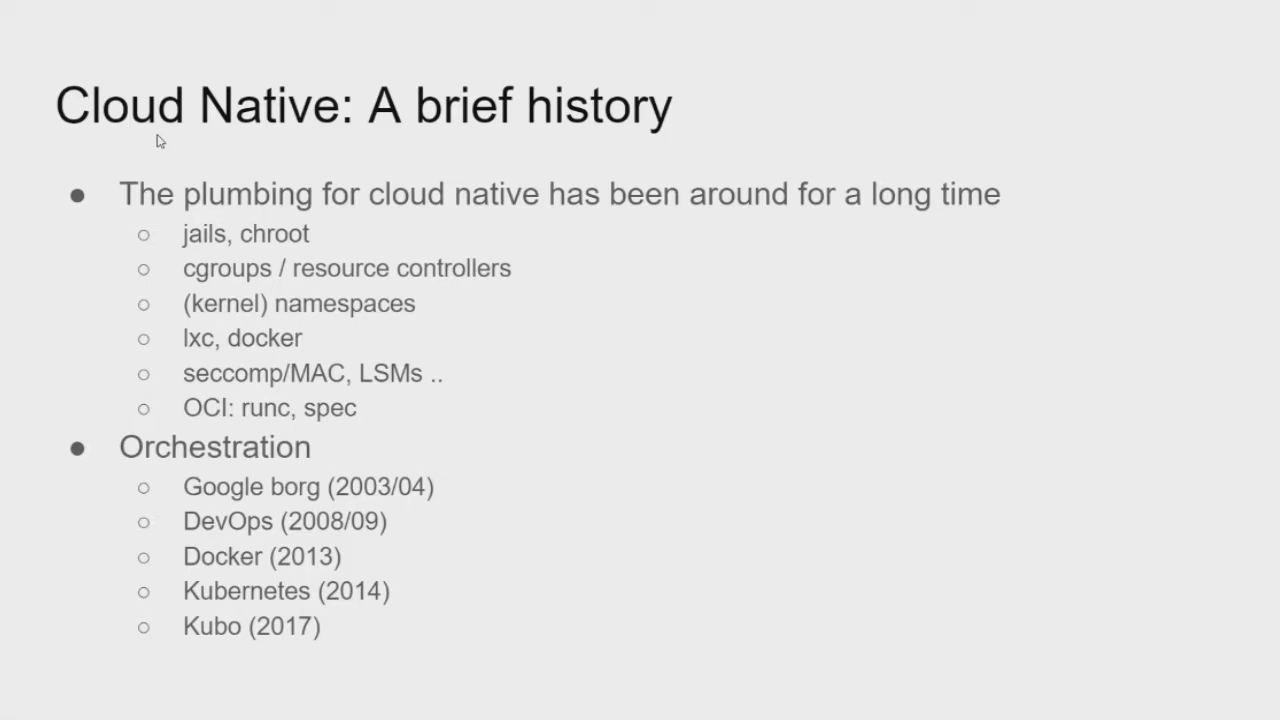 Cloud Native: A brief history
● The plumbing for cloud native has been around for a long time
○ jails, chroot
○ cgroups / resource controllers
○ (kernel) namespaces
○ lxc, docker
○ seccomp/MAC, LSMs ..
○ OCI: runc, spec
● Orchestration
○ Google borg (2003/04)
○ DevOps (2008/09)
○ Docker (2013)
○ Kubernetes (2014)
○ Kubo (2017)